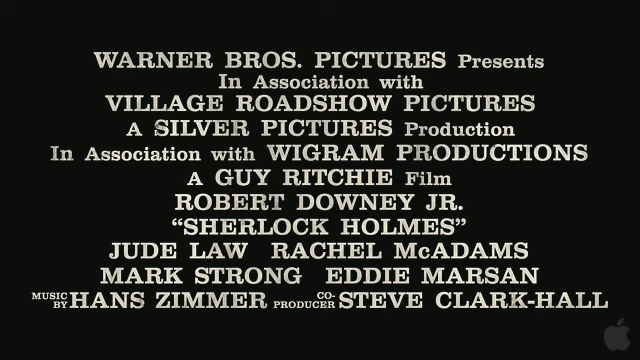 WARNER BROS. PICTURES Presents
In Association with
VILLAGE ROADSHOW PICTURES
A SILVER PICTURES Production
In Association with WIGRAM PRODUCTIONS
A GUY RITCHIE Film
ROBERT DOWNEY JR.
“SHERLOCK HOLMES”
JUDE LAW RACHEL McADAMS
MARK STRONG EDDIE MARSAN
MUSIC BY HANS ZIMMER CO-PRODUCER STEVE CLARK-HALL